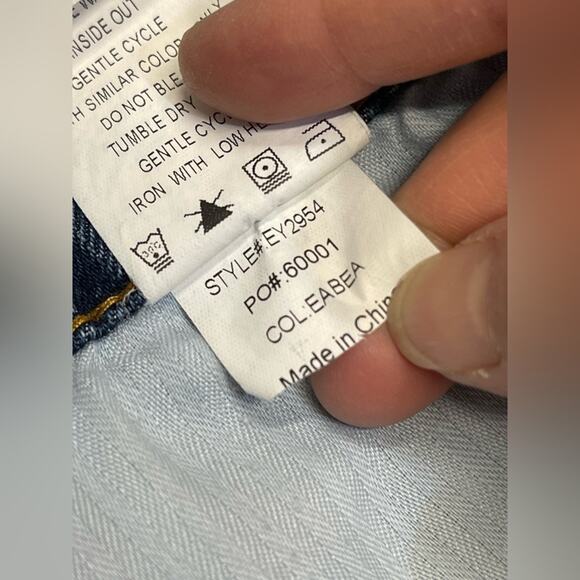 INSIDE OUT
GENTLE CYCLE
SIMILAR COLOR
DO NOT BLE
TUMBLE DRY
GENTLE CYC
IRON WITH LOW HE
STYLE#:EY2954
PO#:60001
COL:EABEA
Made in Chin